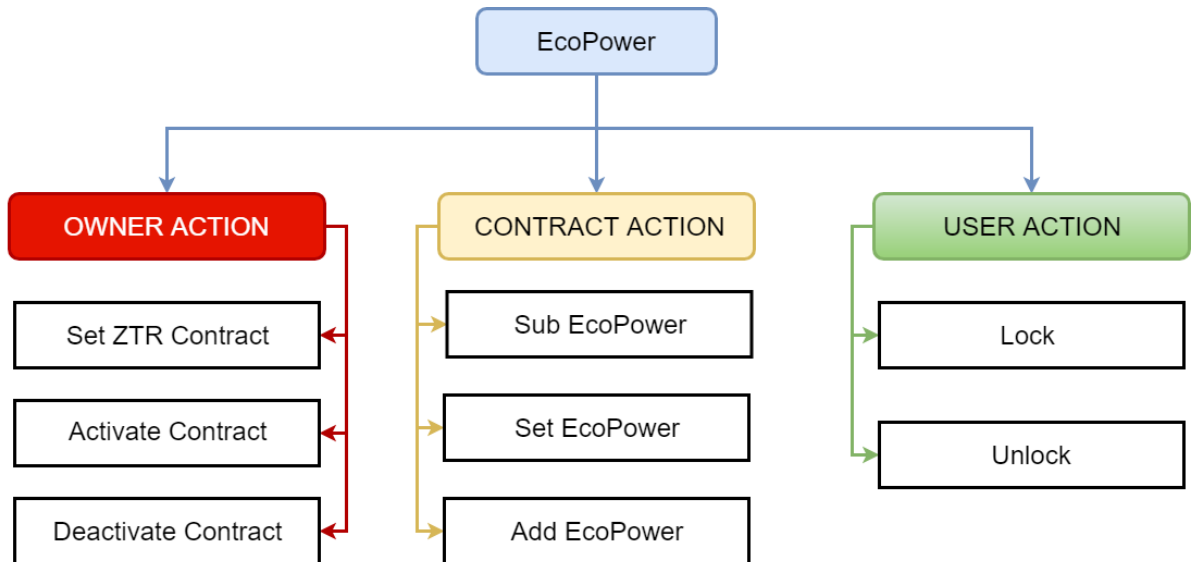 EcoPower
OWNER ACTION
CONTRACT ACTION
USER ACTION
Set ZTR Contract
Activate Contract
Deactivate Contract
Sub EcoPower
Set EcoPower
Add EcoPower
Lock
Unlock